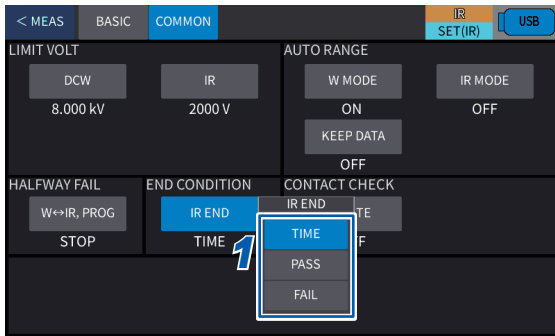 < MEAS BASIC COMMON IR SET(IR) USB
LIMIT VOLT AUTO RANGE
DCW IR W MODE IR MODE
8.000 kV 2000 V ON OFF
KEEP DATA
OFF
HALFWAY FAIL END CONDITION CONTACT CHECK
W↔IR, PROG IR END IR END TE
STOP TIME 1 TIME F
PASS
FAIL